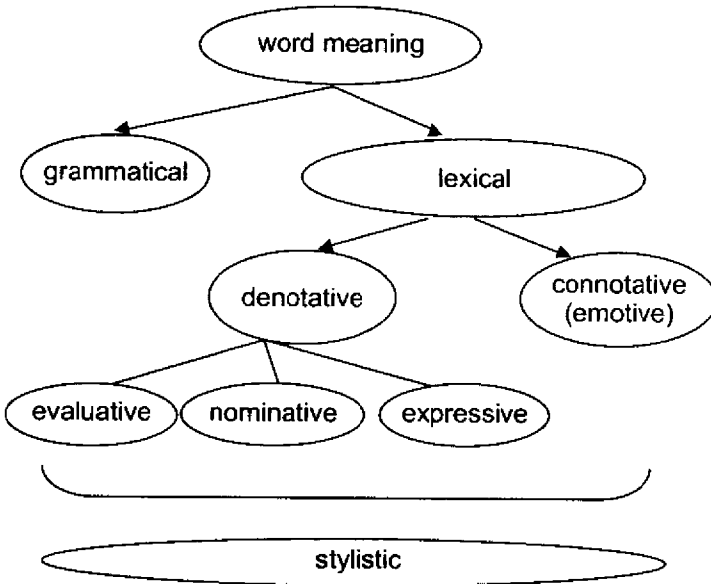 word meaning
grammatical
lexical
denotative
connotative
(emotive)
evaluative
nominative
expressive
stylistic